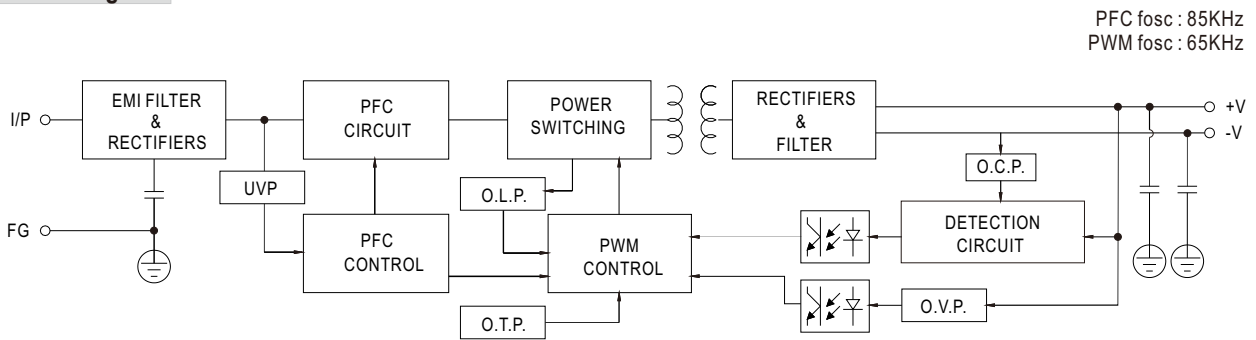 PFC fosc : 85KHz
PWM fosc : 65KHz
I/P
EMI FILTER
&
RECTIFIERS
PFC
CIRCUIT
POWER
SWITCHING
RECTIFIERS
&
FILTER
+V
-V
UVP
O.L.P.
O.C.P.
FG
PFC
CONTROL
PWM
CONTROL
DETECTION
CIRCUIT
O.T.P.
O.V.P.